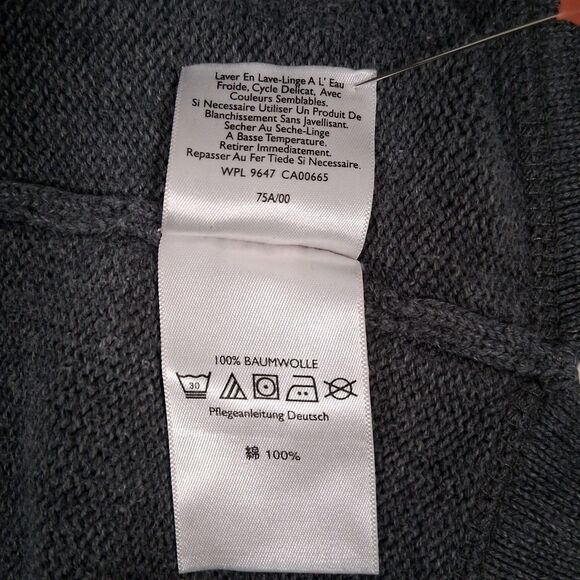 Laver En Lave-Linge A L' Eau
Froide, Cycle Delicat, Avec
Couleurs Semblables.
Si Necessaire Utiliser Un Produit De
Blanchissement Sans Javellisant.
Secher Au Seche-Linge
A Basse Temperature.
Retirer Immediatement.
Repasser Au Fer Tiede Si Necessaire.
WPL 9647 CA00665
75A/00
100% BAUMWOLLE
30
Pflegeanleitung Deutsch
綿 100%